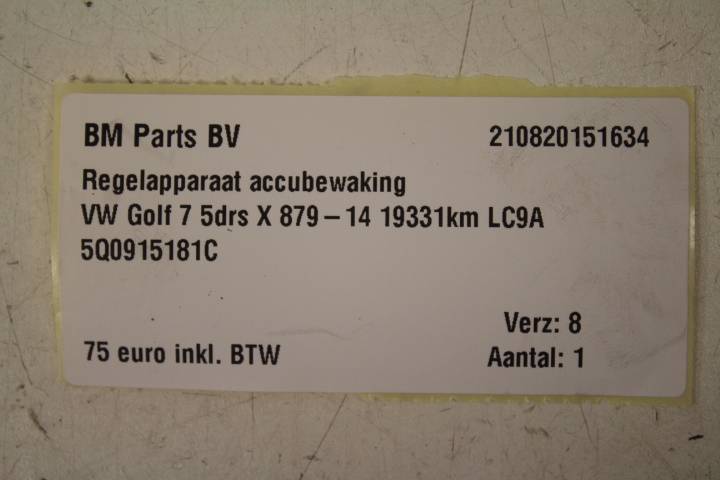 BM Parts BV 210820151634
Regelapparaat accubewaking
VW Golf 7 5drs X 879-14 19331km LC9A
5Q0915181C
Verz: 8
75 euro inkl. BTW Aantal: 1